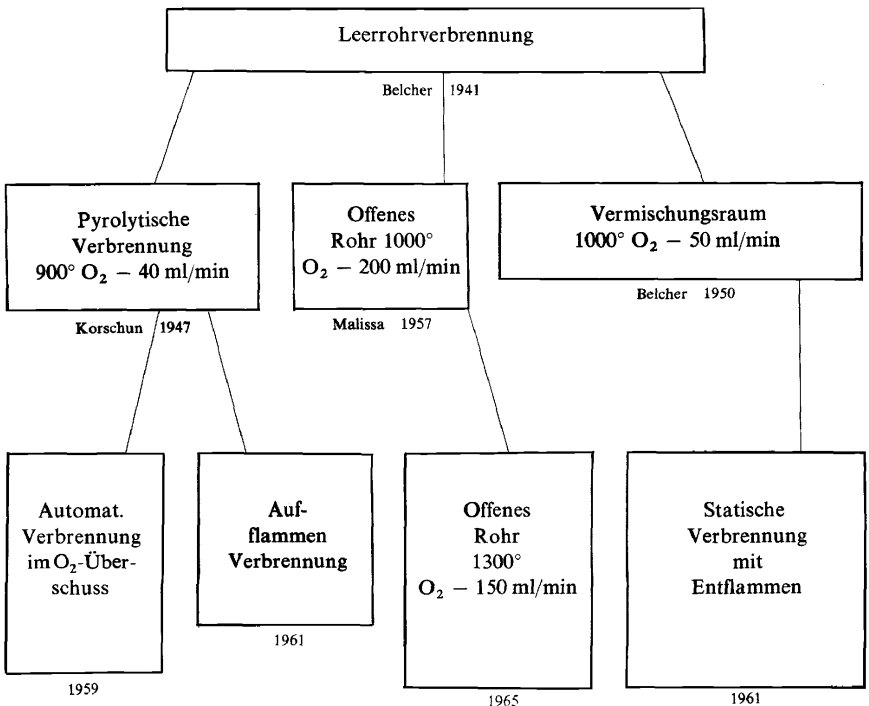 Leerrohrverbrennung
Belcher 1941
Pyrolytische
Verbrennung
900° O₂ – 40 ml/min
Korschun 1947
Offenes
Rohr 1000°
O₂ – 200 ml/min
Malissa 1957
Vermischungsraum
1000° O₂ – 50 ml/min
Belcher 1950
Automat.
Verbrennung
im O₂-Über-
schuss
1959
Auf-
flammen
Verbrennung
1961
Offenes
Rohr
1300°
O₂ – 150 ml/min
1965
Statische
Verbrennung
mit
Entflammen
1961